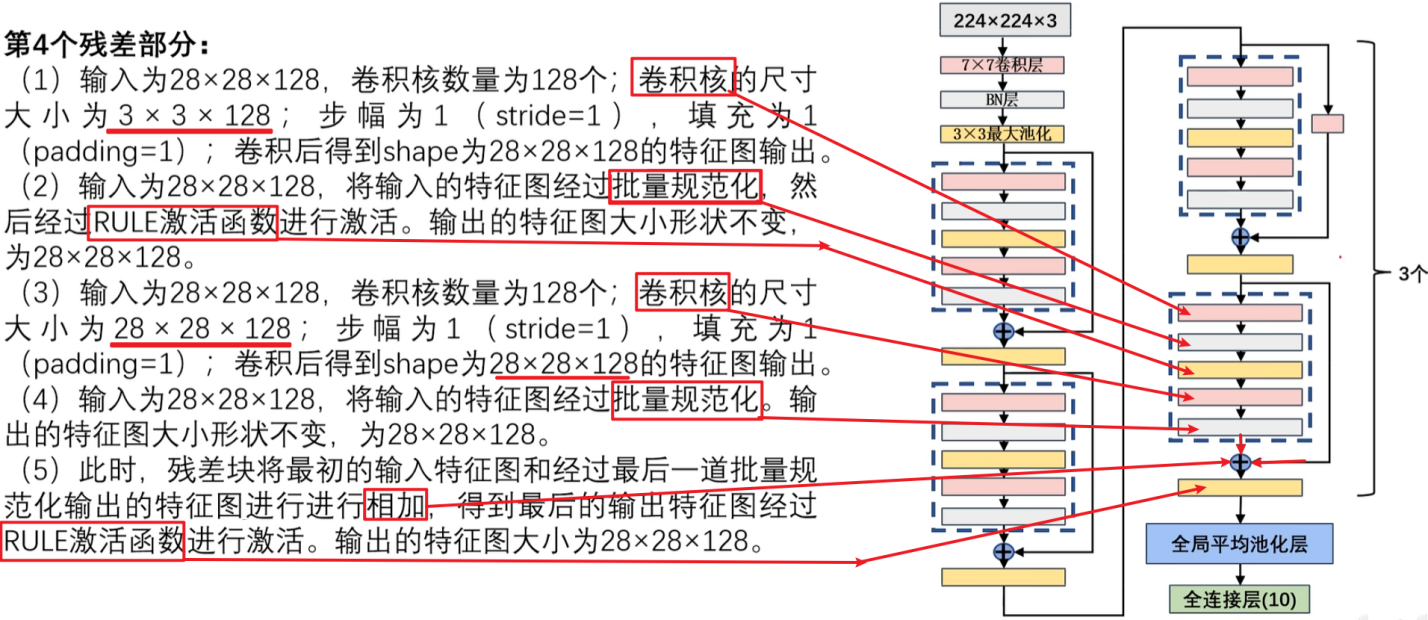 第4个残差部分：
（1）输入为28×28×128，卷积核数量为128个；卷积核的尺寸
大小为3×3×128；步幅为1（stride=1），填充为1
（padding=1）；卷积后得到shape为28×28×128的特征图输出。
（2）输入为28×28×128，将输入的特征图经过批量规范化，然
后经过RULE激活函数进行激活。输出的特征图大小形状不变，
为28×28×128。
（3）输入为28×28×128，卷积核数量为128个；卷积核的尺寸
大小为28×28×128；步幅为1（stride=1），填充为1
（padding=1）；卷积后得到shape为28×28×128的特征图输出。
（4）输入为28×28×128，将输入的特征图经过批量规范化。输
出的特征图大小形状不变，为28×28×128。
（5）此时，残差块将最初的输入特征图和经过最后一道批量规
范化输出的特征图进行进行相加，得到最后的输出特征图经过
RULE激活函数进行激活。输出的特征图大小为28×28×128。
224×224×3
7×7卷积层
BN层
3×3最大池化
3个
全局平均池化层
全连接层(10)